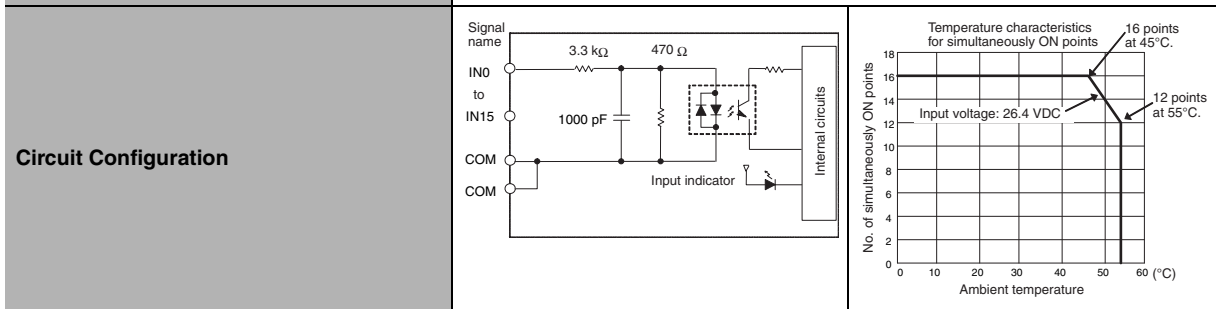 Circuit Configuration
Signal
name
3.3 kΩ
470 Ω
IN0
to
IN15
1000 pF
COM
COM
Input indicator
Internal circuits
Temperature characteristics
for simultaneously ON points
16 points
at 45°C.
No. of simultaneously ON points
18
16
14
12
10
8
6
4
2
0
Input voltage: 26.4 VDC
12 points
at 55°C.
0 10 20 30 40 50 60 (°C)
Ambient temperature